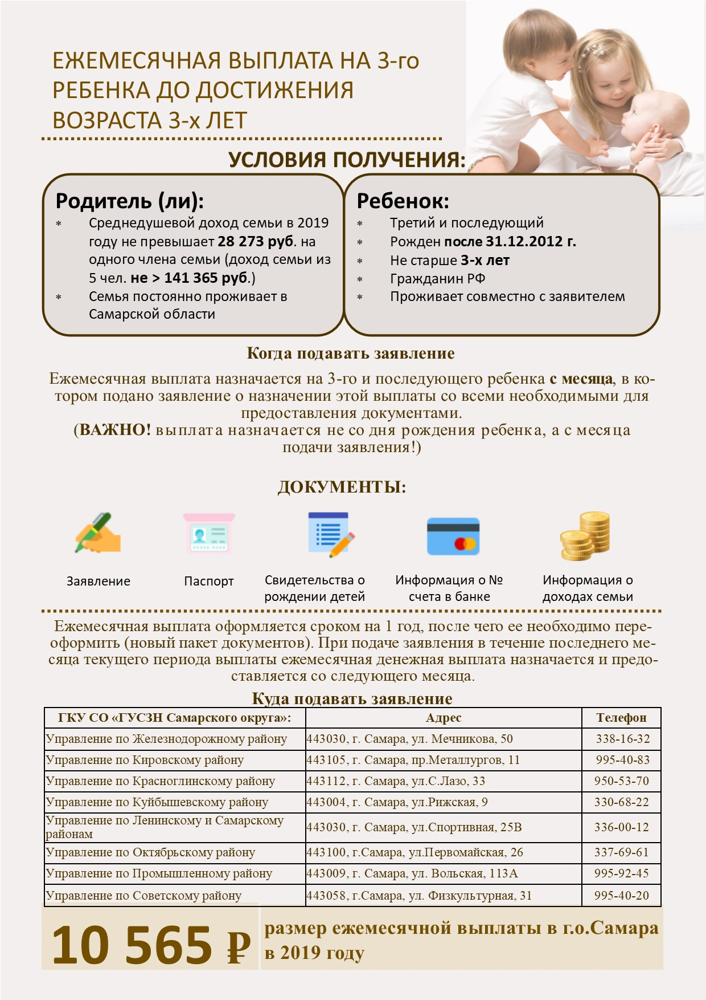 ЕЖЕМЕСЯЧНАЯ ВЫПЛАТА НА 3-го
РЕБЕНКА ДО ДОСТИЖЕНИЯ
ВОЗРАСТА 3-х ЛЕТ
УСЛОВИЯ ПОЛУЧЕНИЯ:
Родитель (ли):
* Среднедушевой доход семьи в 2019
году не превышает 28 273 руб. на
одного члена семьи (доход семьи из
5 чел. не > 141 365 руб.)
* Семья постоянно проживает в
Самарской области
Ребенок:
* Третий и последующий
* Рожден после 31.12.2012 г.
* Не старше 3-х лет
* Гражданин РФ
* Проживает совместно с заявителем
Когда подавать заявление
Ежемесячная выплата назначается на 3-го и последующего ребенка с месяца, в ко-
тором подано заявление о назначении этой выплаты со всеми необходимыми для
предоставления документами.
(ВАЖНО! выплата назначается не со дня рождения ребенка, а с месяца
подачи заявления!)
ДОКУМЕНТЫ:
Заявление
Паспорт
Свидетельства о
рождении детей
Информация о №
счета в банке
Информация о
доходах семьи
Ежемесячная выплата оформляется сроком на 1 год, после чего ее необходимо пере-
оформить (новый пакет документов). При подаче заявления в течение последнего ме-
сяца текущего периода выплаты ежемесячная денежная выплата назначается и предо-
ставляется со следующего месяца.
Куда подавать заявление
ГКУ СО «ГУСЗН Самарского округа»: Адрес Телефон
Управление по Железнодорожному району 443030, г. Самара, ул. Мечникова, 50 338-16-32
Управление по Кировскому району 443105, г. Самара, пр.Металлургов, 11 995-40-83
Управление по Красноглинскому району 443112, г. Самара, ул.С.Лазо, 33 950-53-70
Управление по Куйбышевскому району 443004, г. Самара, ул.Рижская, 9 330-68-22
Управление по Ленинскому и Самарскому
районам 443030, г. Самара, ул.Спортивная, 25В 336-00-12
Управление по Октябрьскому району 443100, г.Самара, ул.Первомайская, 26 337-69-61
Управление по Промышленному району 443009, г. Самара, ул. Вольская, 113А 995-92-45
Управление по Советскому району 443058, г.Самара, ул. Физкультурная, 31 995-40-20
10 565 ₽
размер ежемесячной выплаты в г.о.Самара
в 2019 году